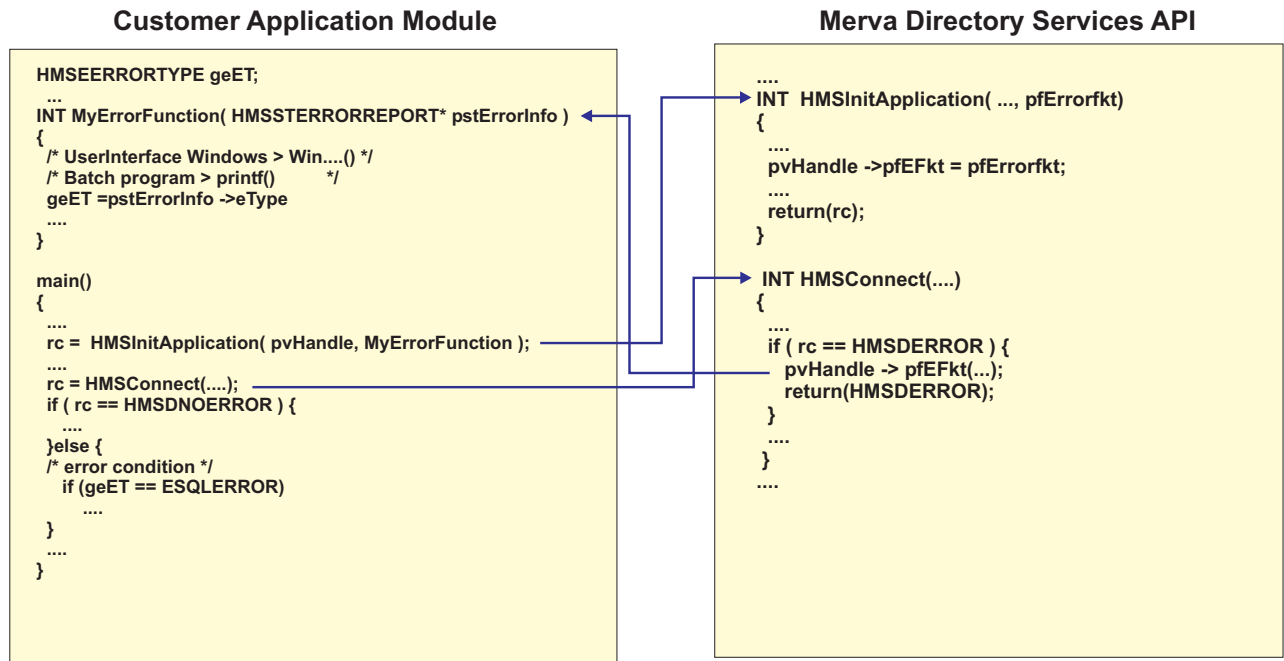 Customer Application Module
HMSEERRORTYPE geET;
...
INT MyErrorFunction( HMSSTERRORREPORT* pstErrorInfo )
{
/* UserInterface Windows > Win....() */
/* Batch program > printf() */
geET =pstErrorInfo ->eType
....
}
main()
{
....
rc = HMSInitApplication( pvHandle, MyErrorFunction );
....
rc = HMSConnect(....);
if ( rc == HMSDNOERROR ) {
....
}else {
/* error condition */
if (geET == ESQLERROR)
....
}
....
}
Merva Directory Services API
....
INT HMSInitApplication( ..., pfErrorfkt)
{
....
pvHandle ->pfEFkt = pfErrorfkt;
....
return(rc);
}
INT HMSConnect(....)
{
....
if ( rc == HMSDERROR ) {
pvHandle -> pfEFkt(...);
return(HMSDERROR);
}
....
}
....